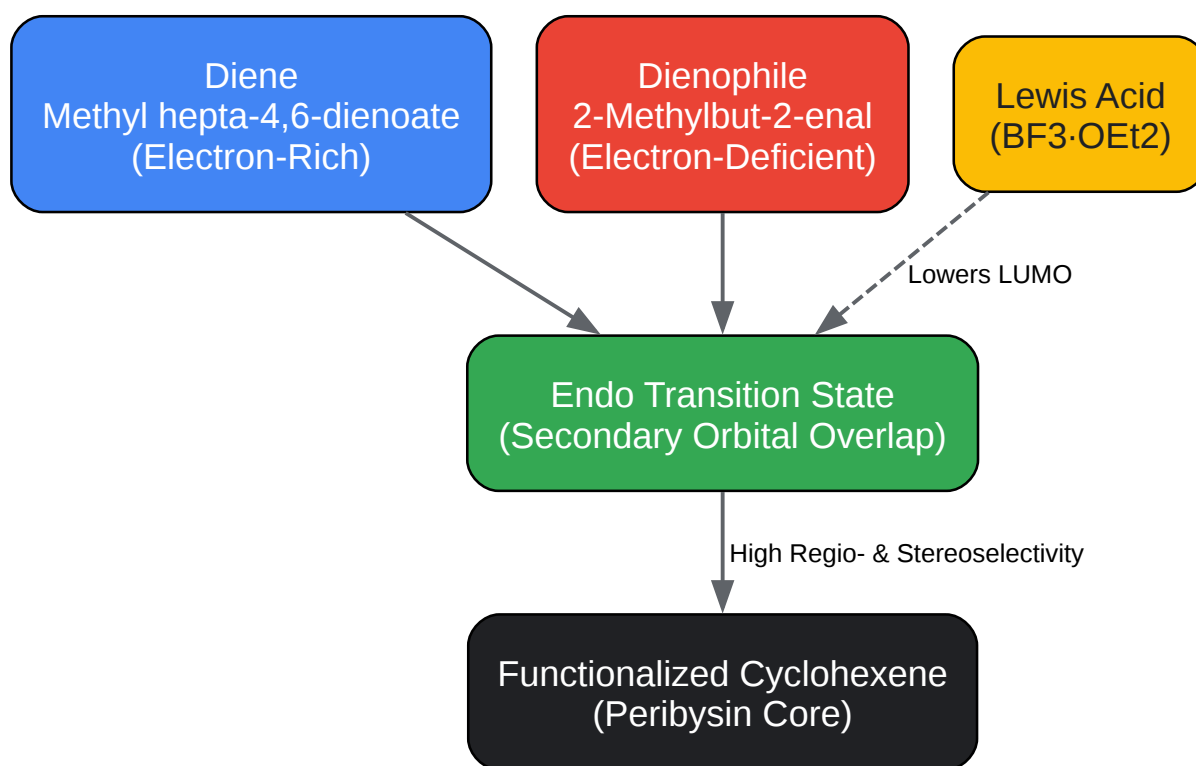 Diene
Methyl hepta-4,6-dienoate
(Electron-Rich)
Dienophile
2-Methylbut-2-enal
(Electron-Deficient)
Lewis Acid
(BF3·OEt2)
Lowers LUMO
Endo Transition State
(Secondary Orbital Overlap)
High Regio- & Stereoselectivity
Functionalized Cyclohexene
(Peribysin Core)